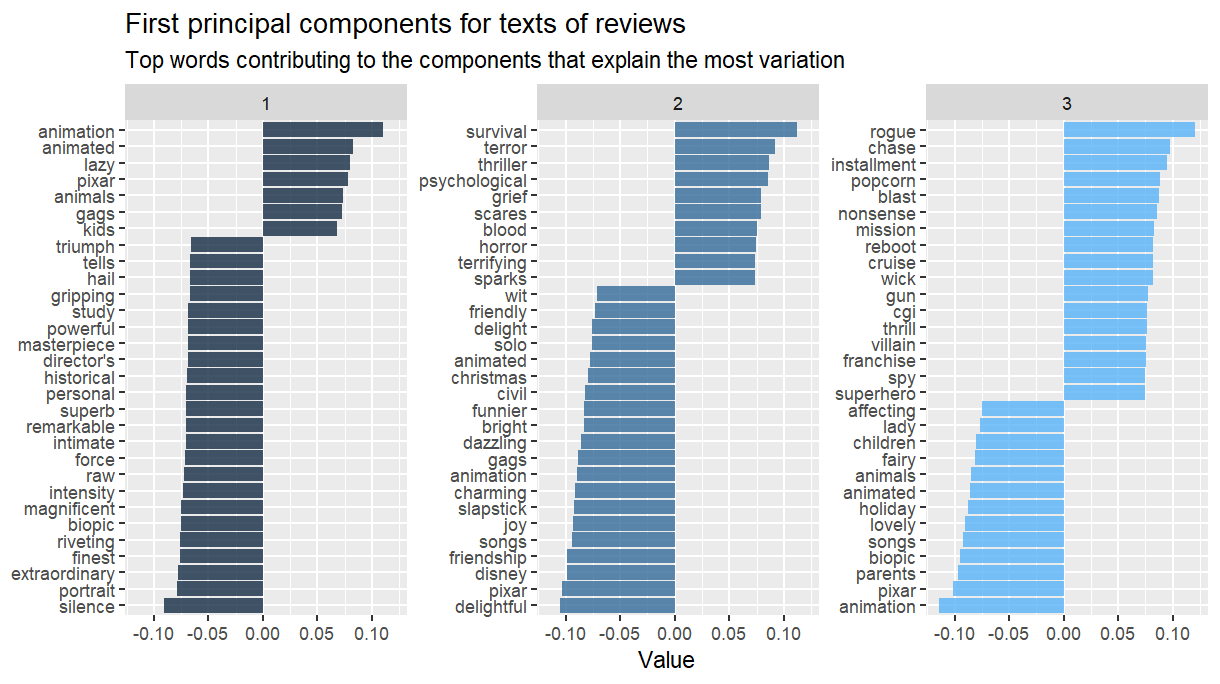 First principal components for texts of reviews
Top words contributing to the components that explain the most variation
1
animation
animated
lazy
pixar
animals
gags
kids
triumph
tells
hail
gripping
study
powerful
masterpiece
director's
historical
personal
superb
remarkable
intimate
force
raw
intensity
magnificent
biopic
riveting
finest
extraordinary
portrait
silence
-0.10 -0.05 0.00 0.05 0.10
2
survival
terror
thriller
psychological
grief
scares
blood
horror
terrifying
sparks
wit
friendly
delight
solo
animated
christmas
civil
funnier
bright
dazzling
gags
animation
charming
slapstick
joy
songs
friendship
disney
pixar
delightful
-0.10 -0.05 0.00 0.05 0.10
3
rogue
chase
installment
popcorn
blast
nonsense
mission
reboot
cruise
wick
gun
cgi
thrill
villain
franchise
spy
superhero
affecting
lady
children
fairy
animals
animated
holiday
lovely
songs
biopic
parents
pixar
animation
-0.10 -0.05 0.00 0.05 0.10
Value